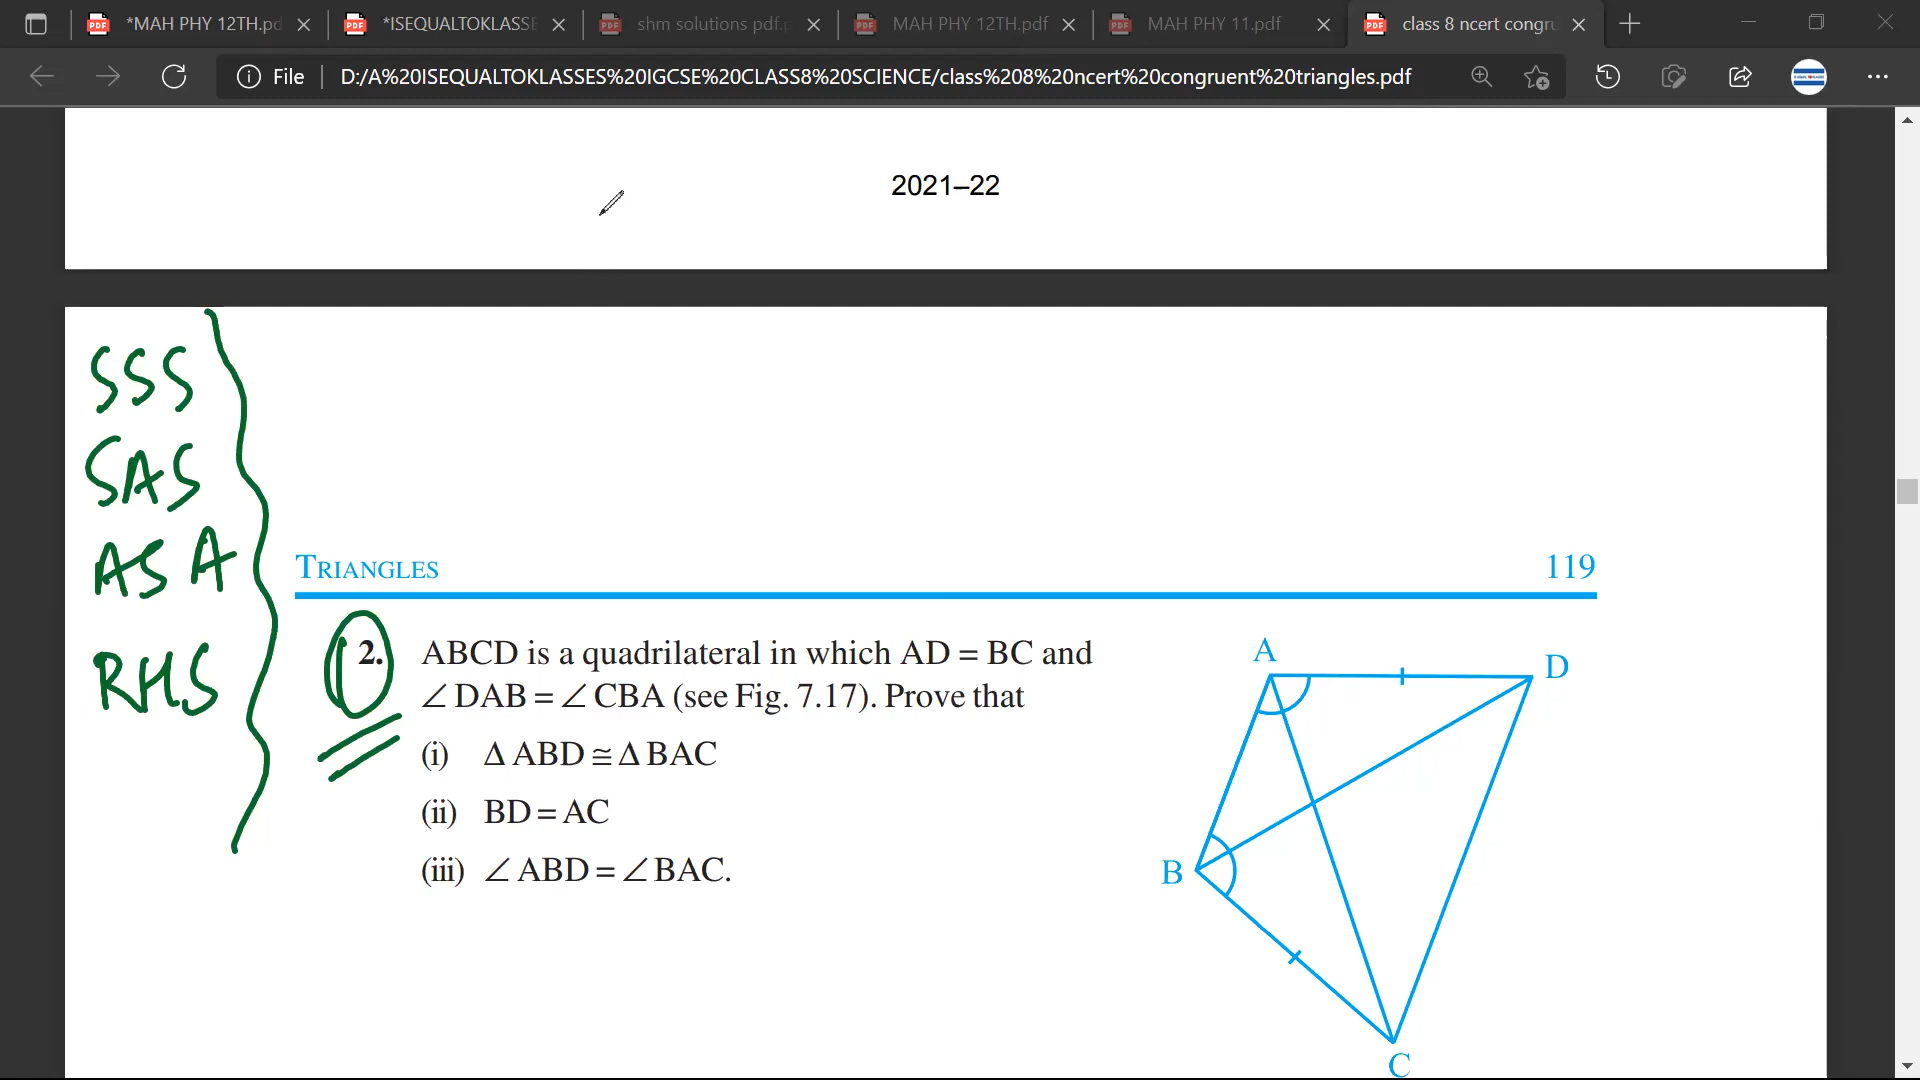 *MAH PHY 12TH.pd
*ISEQUALTOKLASSE
shm solutions pdf.p
MAH PHY 12TH.pdf
MAH PHY 11.pdf
class 8 ncert congru
File
D:/A%20ISEQUALTOKLASSES%20IGCSE%20CLASS8%20SCIENCE/class%208%20ncert%20congruent%20triangles.pdf
2021–22
SSS
SAS
ASA
RHS
TRIANGLES 119
2. ABCD is a quadrilateral in which AD = BC and
∠ DAB = ∠ CBA (see Fig. 7.17). Prove that
(i) Δ ABD ≅ Δ BAC
(ii) BD = AC
(iii) ∠ ABD = ∠ BAC.
A
D
B
C